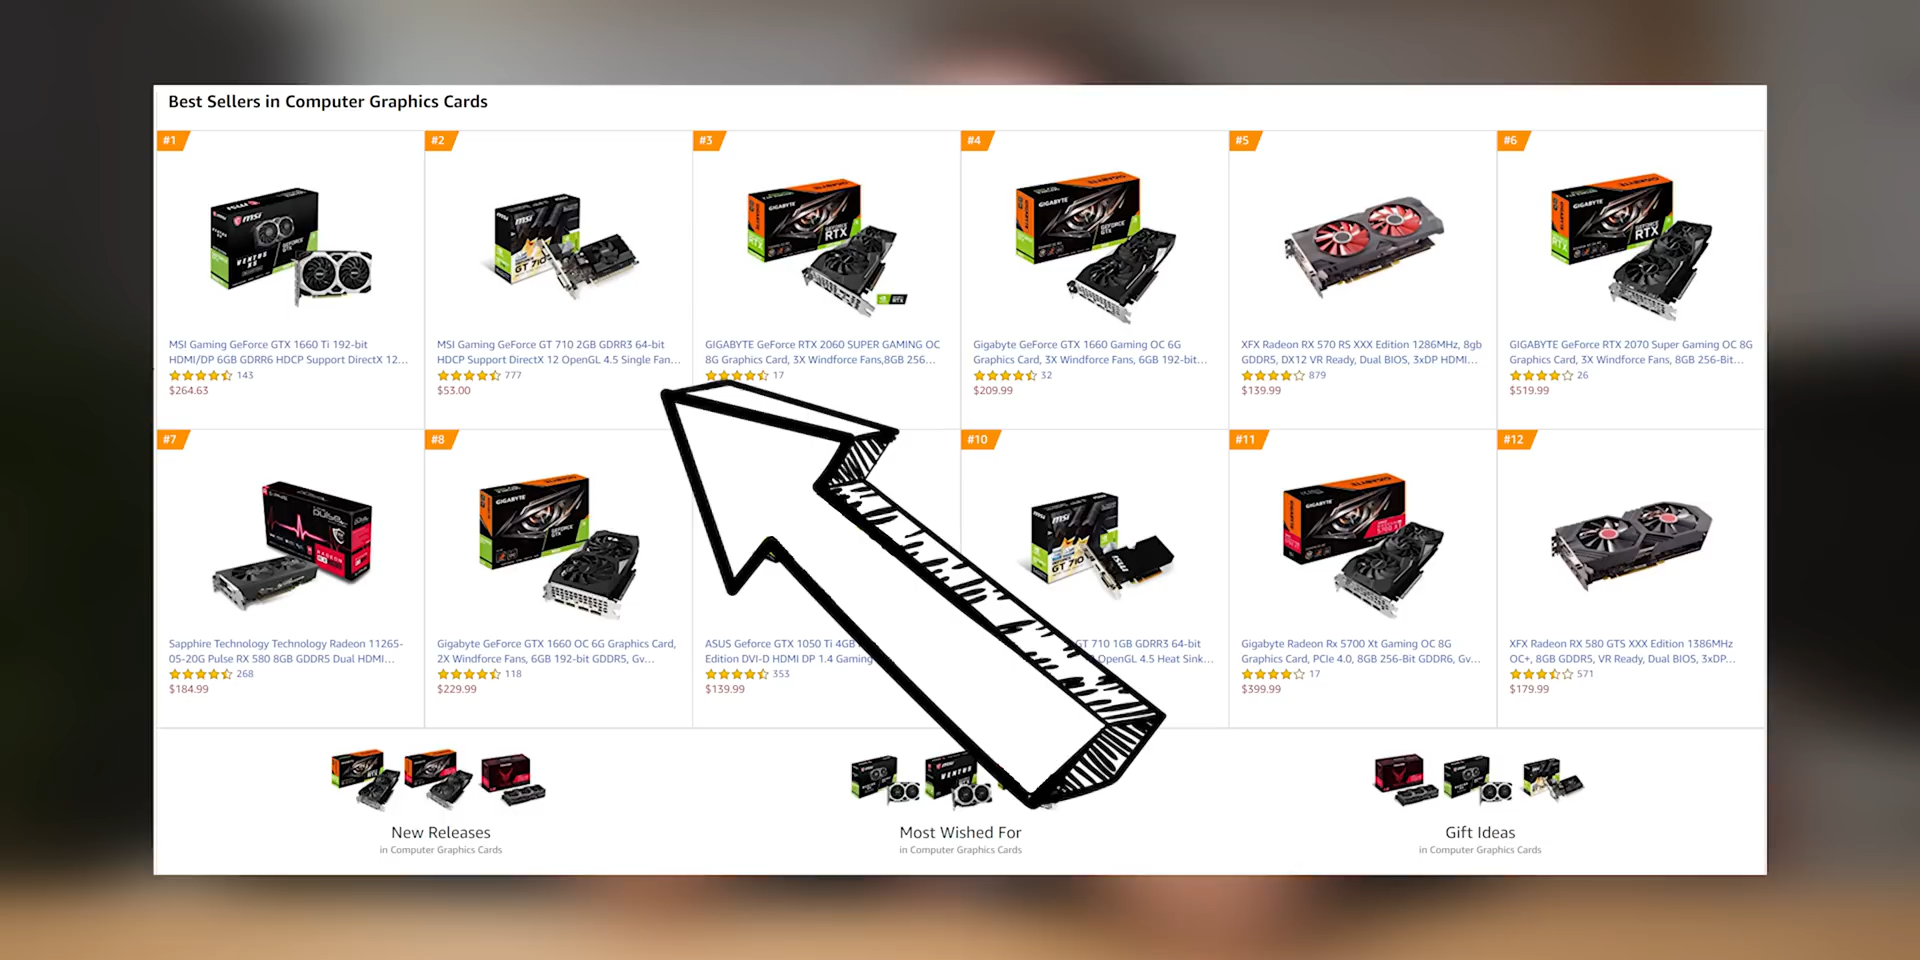 Best Sellers in Computer Graphics Cards
#1
#2
#3
#4
#5
#6
MSI Gaming GeForce GTX 1660 Ti 192-bit
HDMI/DP 6GB GDRR6 HDCP Support DirectX 12...
143
$264.63
MSI Gaming GeForce GT 710 2GB GDRR3 64-bit
HDCP Support DirectX 12 OpenGL 4.5 Single Fan...
777
$53.00
GIGABYTE GeForce RTX 2060 SUPER GAMING OC
8G Graphics Card, 3X Windforce Fans,8GB 256...
17
Gigabyte GeForce GTX 1660 Gaming OC 6G
Graphics Card, 3X Windforce Fans, 6GB 192-bit...
32
$209.99
XFX Radeon RX 570 RS XXX Edition 1286MHz, 8gb
GDDR5, DX12 VR Ready, Dual BIOS, 3xDP HDMI...
879
$139.99
GIGABYTE GeForce RTX 2070 Super Gaming OC 8G
Graphics Card, 3X Windforce Fans, 8GB 256-Bit...
26
$519.99
#7
#8
#10
#11
#12
Sapphire Technology Technology Radeon 11265-
05-20G Pulse RX 580 8GB GDDR5 Dual HDMI...
268
$184.99
Gigabyte GeForce GTX 1660 OC 6G Graphics Card,
2X Windforce Fans, 6GB 192-bit GDDR5, Gv...
118
$229.99
ASUS Geforce GTX 1050 Ti 4GB
Edition DVI-D HDMI DP 1.4 Gaming
353
$139.99
GT 710 1GB GDRR3 64-bit
OpenGL 4.5 Heat Sink...
Gigabyte Radeon Rx 5700 Xt Gaming OC 8G
Graphics Card, PCIe 4.0, 8GB 256-Bit GDDR6, Gv...
17
$399.99
XFX Radeon RX 580 GTS XXX Edition 1386MHz
OC+, 8GB GDDR5, VR Ready, Dual BIOS, 3xDP...
571
$179.99
New Releases
in Computer Graphics Cards
Most Wished For
in Computer Graphics Cards
Gift Ideas
in Computer Graphics Cards